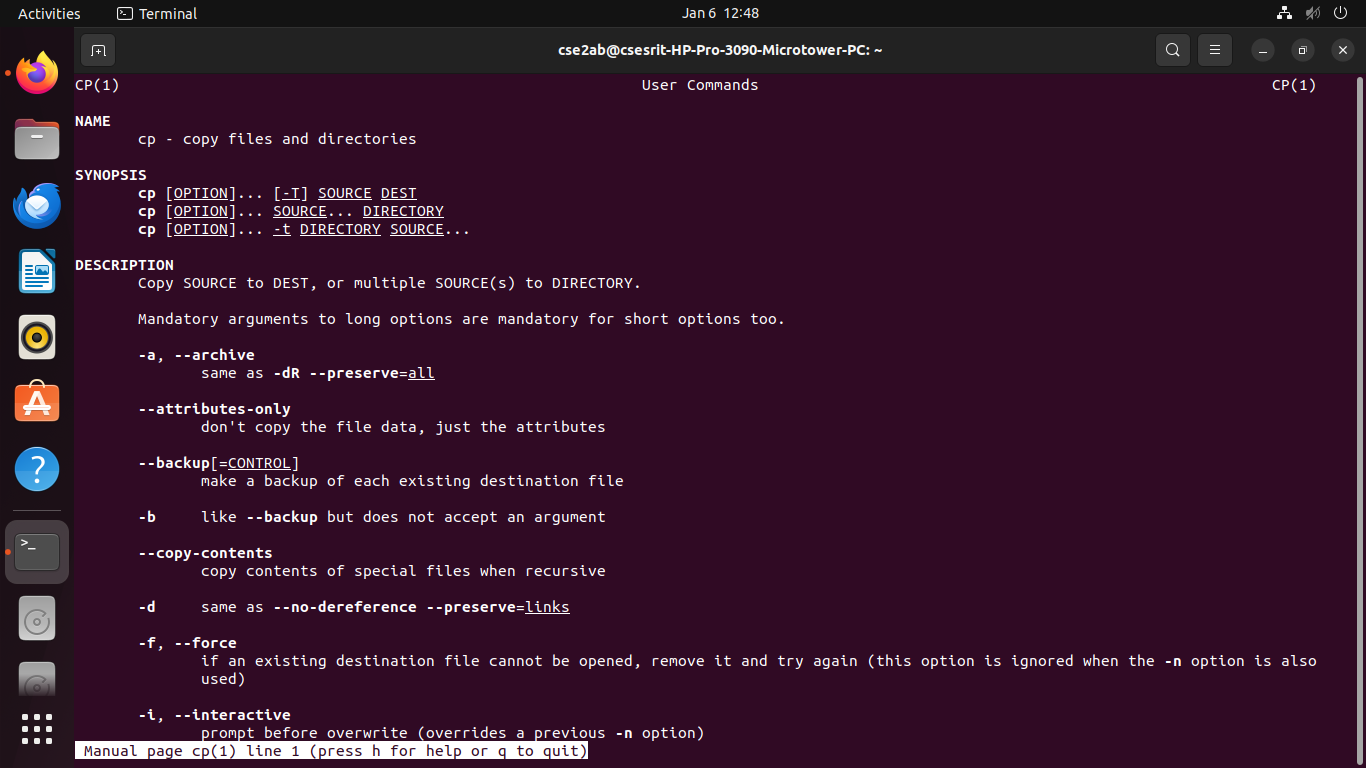 Activities Terminal Jan 6 12:48
cse2ab@csesrit-HP-Pro-3090-Microtower-PC: ~
CP(1) User Commands CP(1)
NAME
cp - copy files and directories
SYNOPSIS
cp [OPTION]... [-T] SOURCE DEST
cp [OPTION]... SOURCE... DIRECTORY
cp [OPTION]... -t DIRECTORY SOURCE...
DESCRIPTION
Copy SOURCE to DEST, or multiple SOURCE(s) to DIRECTORY.
Mandatory arguments to long options are mandatory for short options too.
-a, --archive
same as -dR --preserve=all
--attributes-only
don't copy the file data, just the attributes
--backup[=CONTROL]
make a backup of each existing destination file
-b like --backup but does not accept an argument
--copy-contents
copy contents of special files when recursive
-d same as --no-dereference --preserve=links
-f, --force
if an existing destination file cannot be opened, remove it and try again (this option is ignored when the -n option is also
used)
-i, --interactive
prompt before overwrite (overrides a previous -n option)
Manual page cp(1) line 1 (press h for help or q to quit)